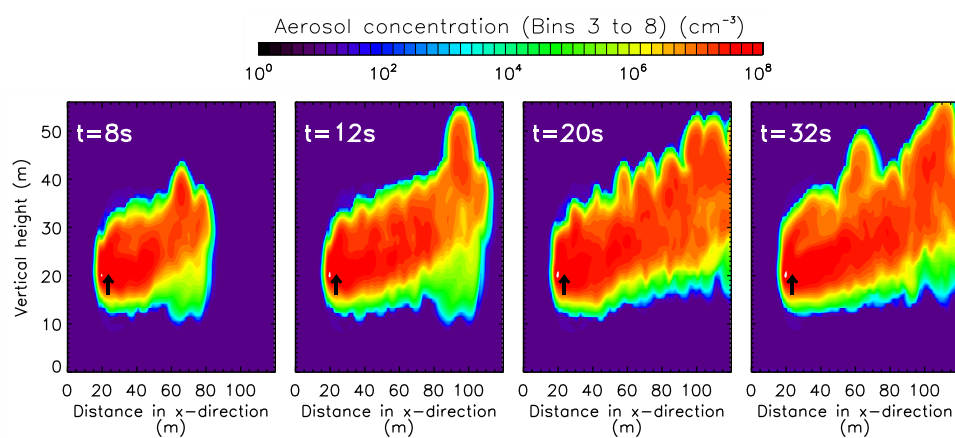 Aerosol concentration (Bins 3 to 8) (cm⁻³)
10⁰ 10² 10⁴ 10⁶ 10⁸
t=8s t=12s t=20s t=32s
Vertical height (m)
50
40
30
20
10
0
0 20 40 60 80 100 0 20 40 60 80 100 0 20 40 60 80 100 0 20 40 60 80 100
Distance in x-direction Distance in x-direction Distance in x-direction Distance in x-direction
(m) (m) (m) (m)